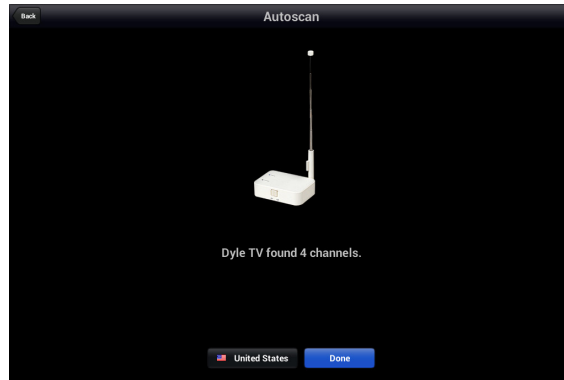 Back
Autoscan
Dyle TV found 4 channels.
United States
Done